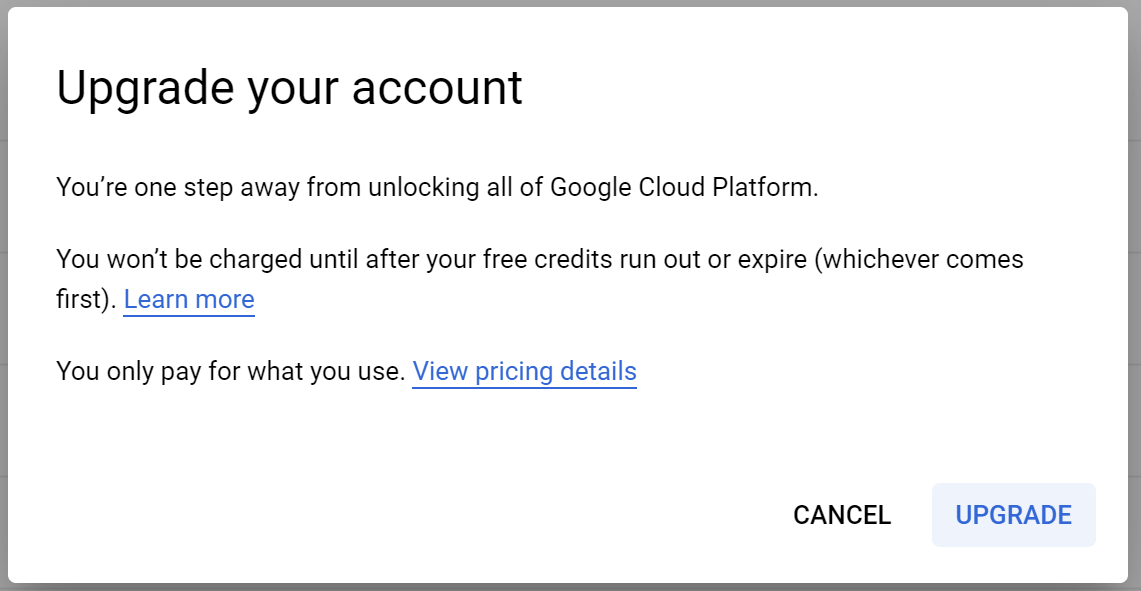 Upgrade your account
You’re one step away from unlocking all of Google Cloud Platform.
You won’t be charged until after your free credits run out or expire (whichever comes
first). Learn more
You only pay for what you use. View pricing details
CANCEL UPGRADE